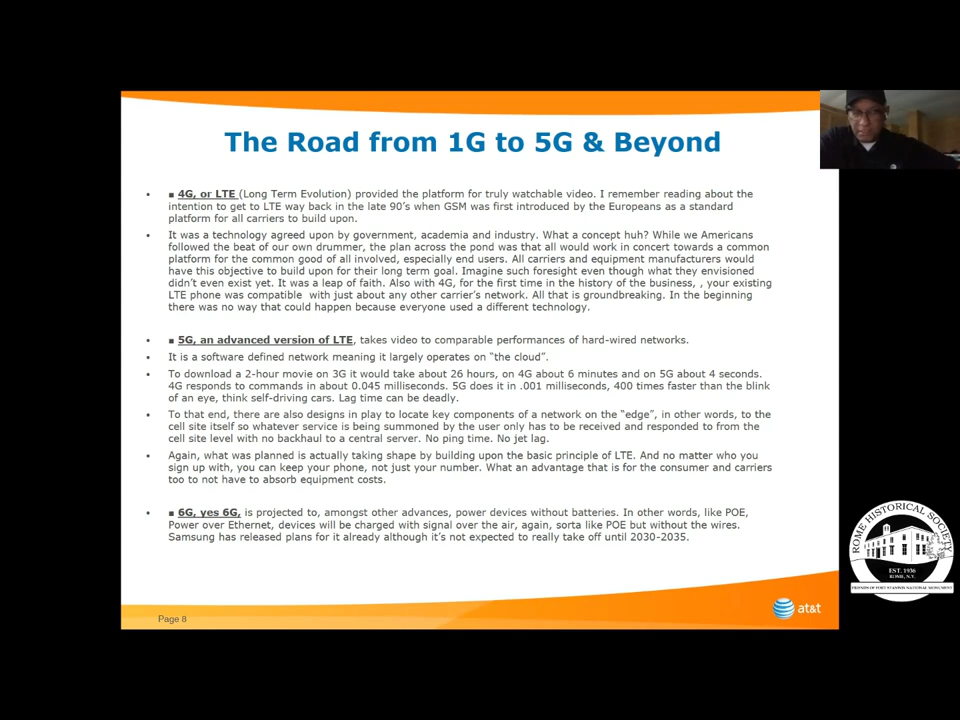 The Road from 1G to 5G & Beyond
• ■ 4G, or LTE (Long Term Evolution) provided the platform for truly watchable video. I remember reading about the
intention to get to LTE way back in the late 90's when GSM was first introduced by the Europeans as a standard
platform for all carriers to build upon.
• It was a technology agreed upon by government, academia and industry. What a concept huh? While we Americans
followed the beat of our own drummer, the plan across the pond was that all would work in concert towards a common
platform for the common good of all involved, especially end users. All carriers and equipment manufacturers would
have this objective to build upon for their long term goal. Imagine such foresight even though what they envisioned
didn't even exist yet. It was a leap of faith. Also with 4G, for the first time in the history of the business, , your existing
LTE phone was compatible with just about any other carrier's network. All that is groundbreaking. In the beginning
there was no way that could happen because everyone used a different technology.
• ■ 5G, an advanced version of LTE, takes video to comparable performances of hard-wired networks.
• It is a software defined network meaning it largely operates on "the cloud".
• To download a 2-hour movie on 3G it would take about 26 hours, on 4G about 6 minutes and on 5G about 4 seconds.
4G responds to commands in about 0.045 milliseconds. 5G does it in .001 milliseconds, 400 times faster than the blink
of an eye, think self-driving cars. Lag time can be deadly.
• To that end, there are also designs in play to locate key components of a network on the "edge", in other words, to the
cell site itself so whatever service is being summoned by the user only has to be received and responded to from the
cell site level with no backhaul to a central server. No ping time. No jet lag.
• Again, what was planned is actually taking shape by building upon the basic principle of LTE. And no matter who you
sign up with, you can keep your phone, not just your number. What an advantage that is for the consumer and carriers
too to not have to absorb equipment costs.
• ■ 6G, yes 6G, is projected to, amongst other advances, power devices without batteries. In other words, like POE,
Power over Ethernet, devices will be charged with signal over the air, again, sorta like POE but without the wires.
Samsung has released plans for it already although it's not expected to really take off until 2030-2035.
Page 8
at&t
ROME HISTORICAL SOCIETY
EST. 1936
ROME, N.Y.
FRIENDS OF FORT STANWIX NATIONAL MONUMENT